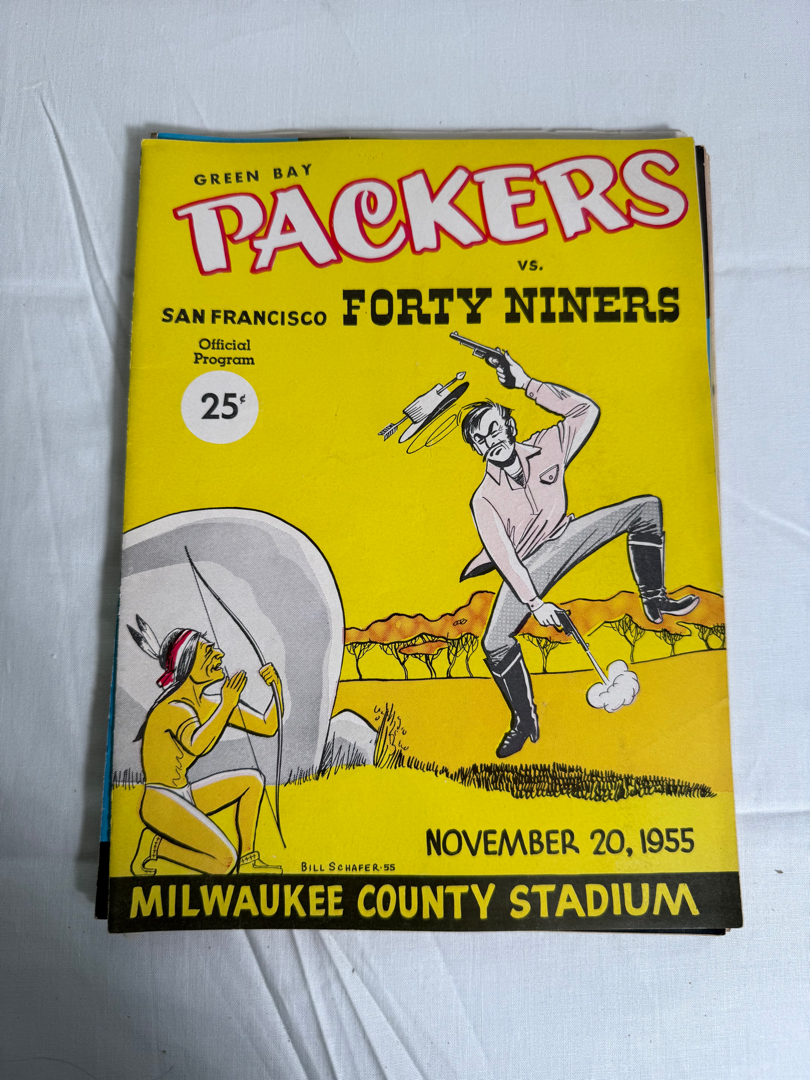 GREEN BAY
PACKERS
VS.
SAN FRANCISCO FORTY NINERS
Official
Program
25¢
NOVEMBER 20, 1955
BILL SCHAFER-55
MILWAUKEE COUNTY STADIUM